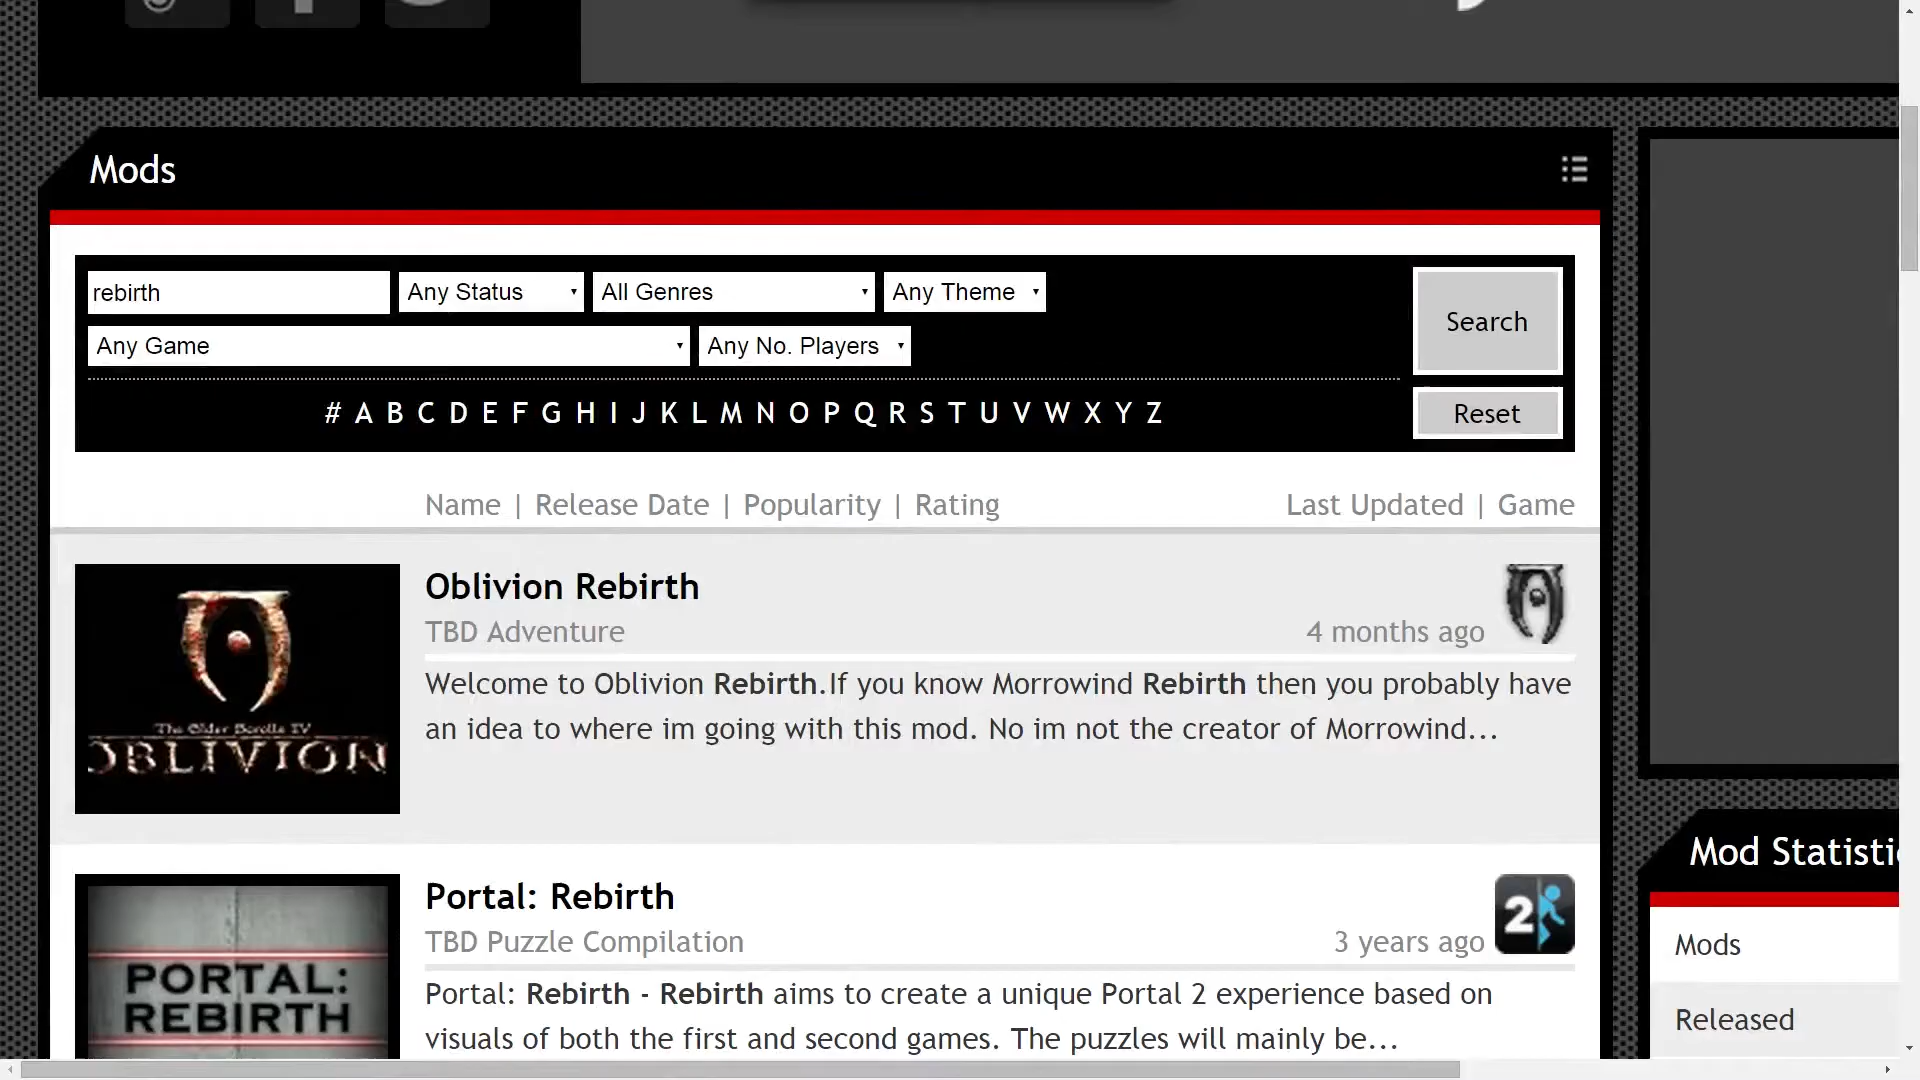 Mods
rebirth
Any Status
All Genres
Any Theme
Search
Any Game
Any No. Players
# A B C D E F G H I J K L M N O P Q R S T U V W X Y Z
Reset
Name | Release Date | Popularity | Rating
Last Updated | Game
Oblivion Rebirth
TBD Adventure
4 months ago
Welcome to Oblivion Rebirth.If you know Morrowind Rebirth then you probably have
an idea to where im going with this mod. No im not the creator of Morrowind...
The Elder Scrolls IV
OBLIVION
Mod Statisti
Portal: Rebirth
TBD Puzzle Compilation
3 years ago
2
Portal: Rebirth - Rebirth aims to create a unique Portal 2 experience based on
visuals of both the first and second games. The puzzles will mainly be...
PORTAL:
REBIRTH
Mods
Released